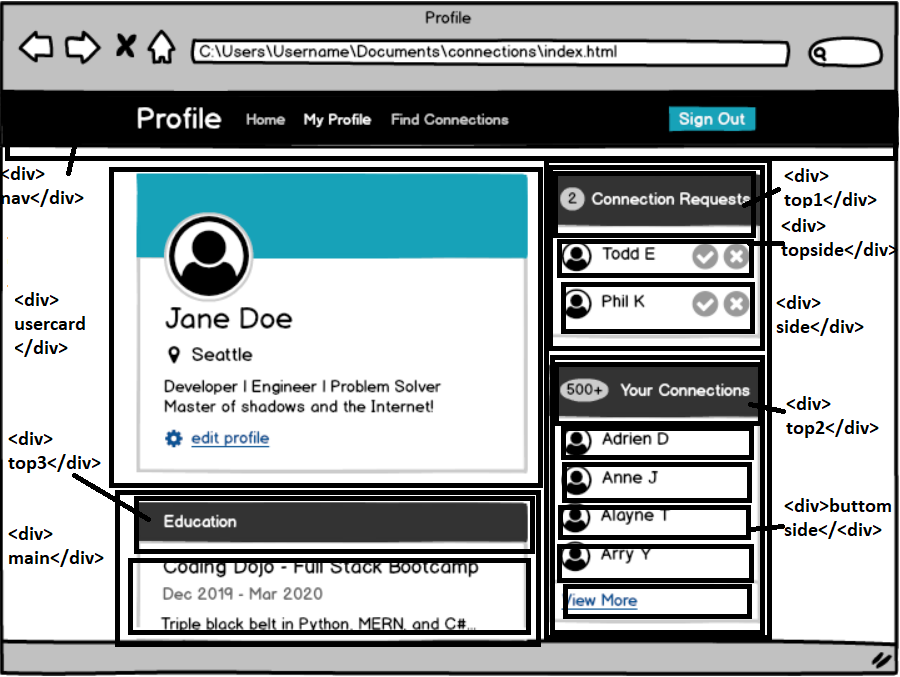 Profile
C:\Users\Username\Documents\connections\index.html
Profile Home My Profile Find Connections Sign Out
<div>
nav</div>
<div>
usercard
</div>
<div>
top3</div>
<div>
main</div>
Jane Doe
Seattle
Developer | Engineer | Problem Solver
Master of shadows and the Internet!
edit profile
Education
Coding Dojo - Full Stack Bootcamp
Dec 2019 - Mar 2020
Triple black belt in Python, MERN, and C#...
2 Connection Requests
Todd E
Phil K
500+ Your Connections
Adrien D
Anne J
Alayne T
Arry Y
View More
<div>
top1</div>
<div>
topside</div>
<div>
side</div>
<div>
top2</div>
<div>buttom
side</<div>